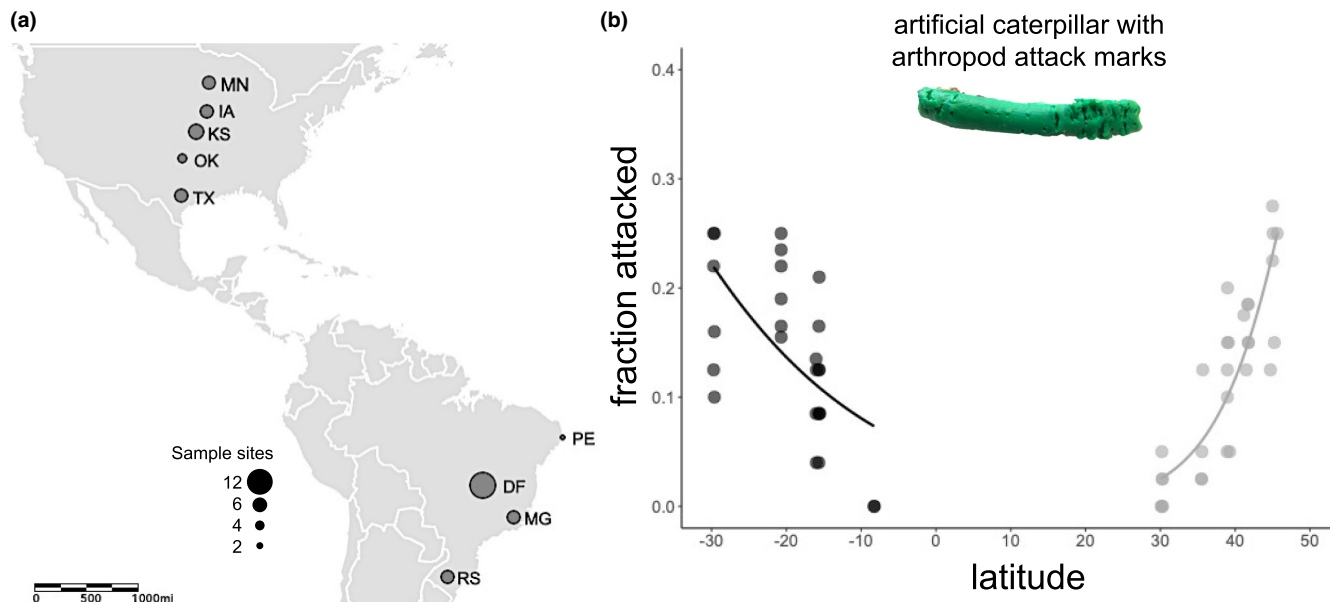 (a)
MN
IA
KS
OK
TX
PE
DF
MG
RS
Sample sites
12
6
4
2
0 500 1000mi
(b)
artificial caterpillar with
arthropod attack marks
fraction attacked
0.4
0.3
0.2
0.1
0.0
-30 -20 -10 0 10 20 30 40 50
latitude